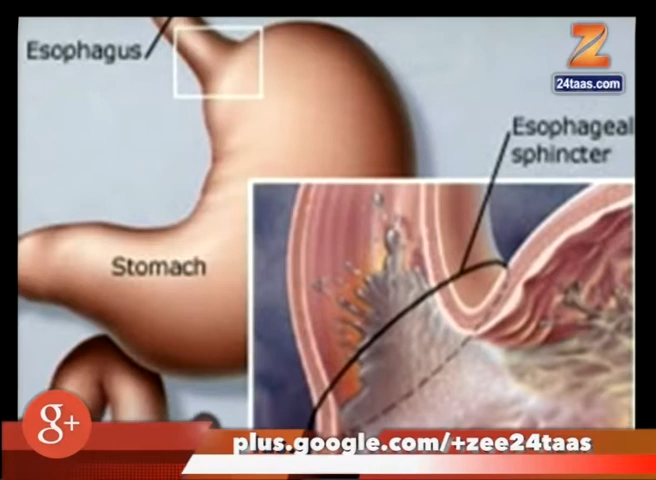 Esophagus
Z
24taas.com
Esophageal
sphincter
Stomach
g+
plus.google.com/+zee24taas